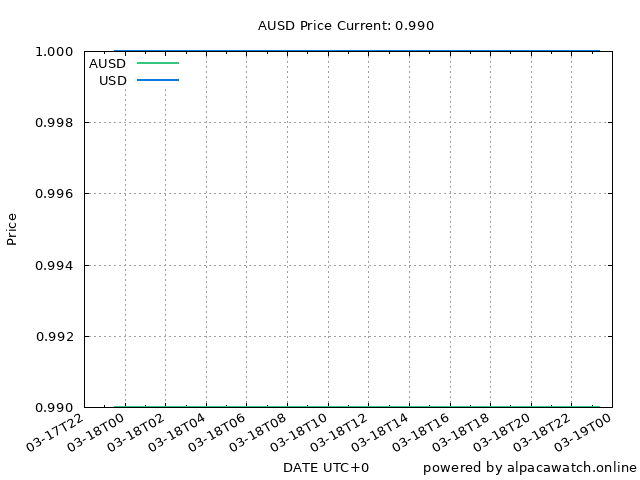 AUSD Price Current: 0.990
1.000
AUSD
USD
0.998
0.996
Price
0.994
0.992
0.990
03-17T22
03-18T00
03-18T02
03-18T04
03-18T06
03-18T08
03-18T10
03-18T12
03-18T14
03-18T16
03-18T18
03-18T20
03-18T22
03-19T00
DATE UTC+0
powered by alpacawatch.online